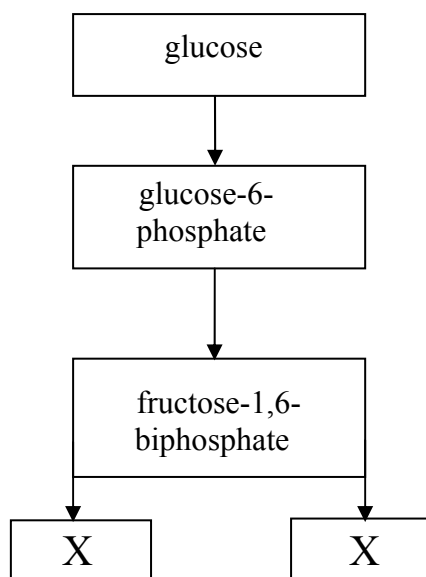 glucose
glucose-6-
phosphate
fructose-1,6-
biphosphate
X
X